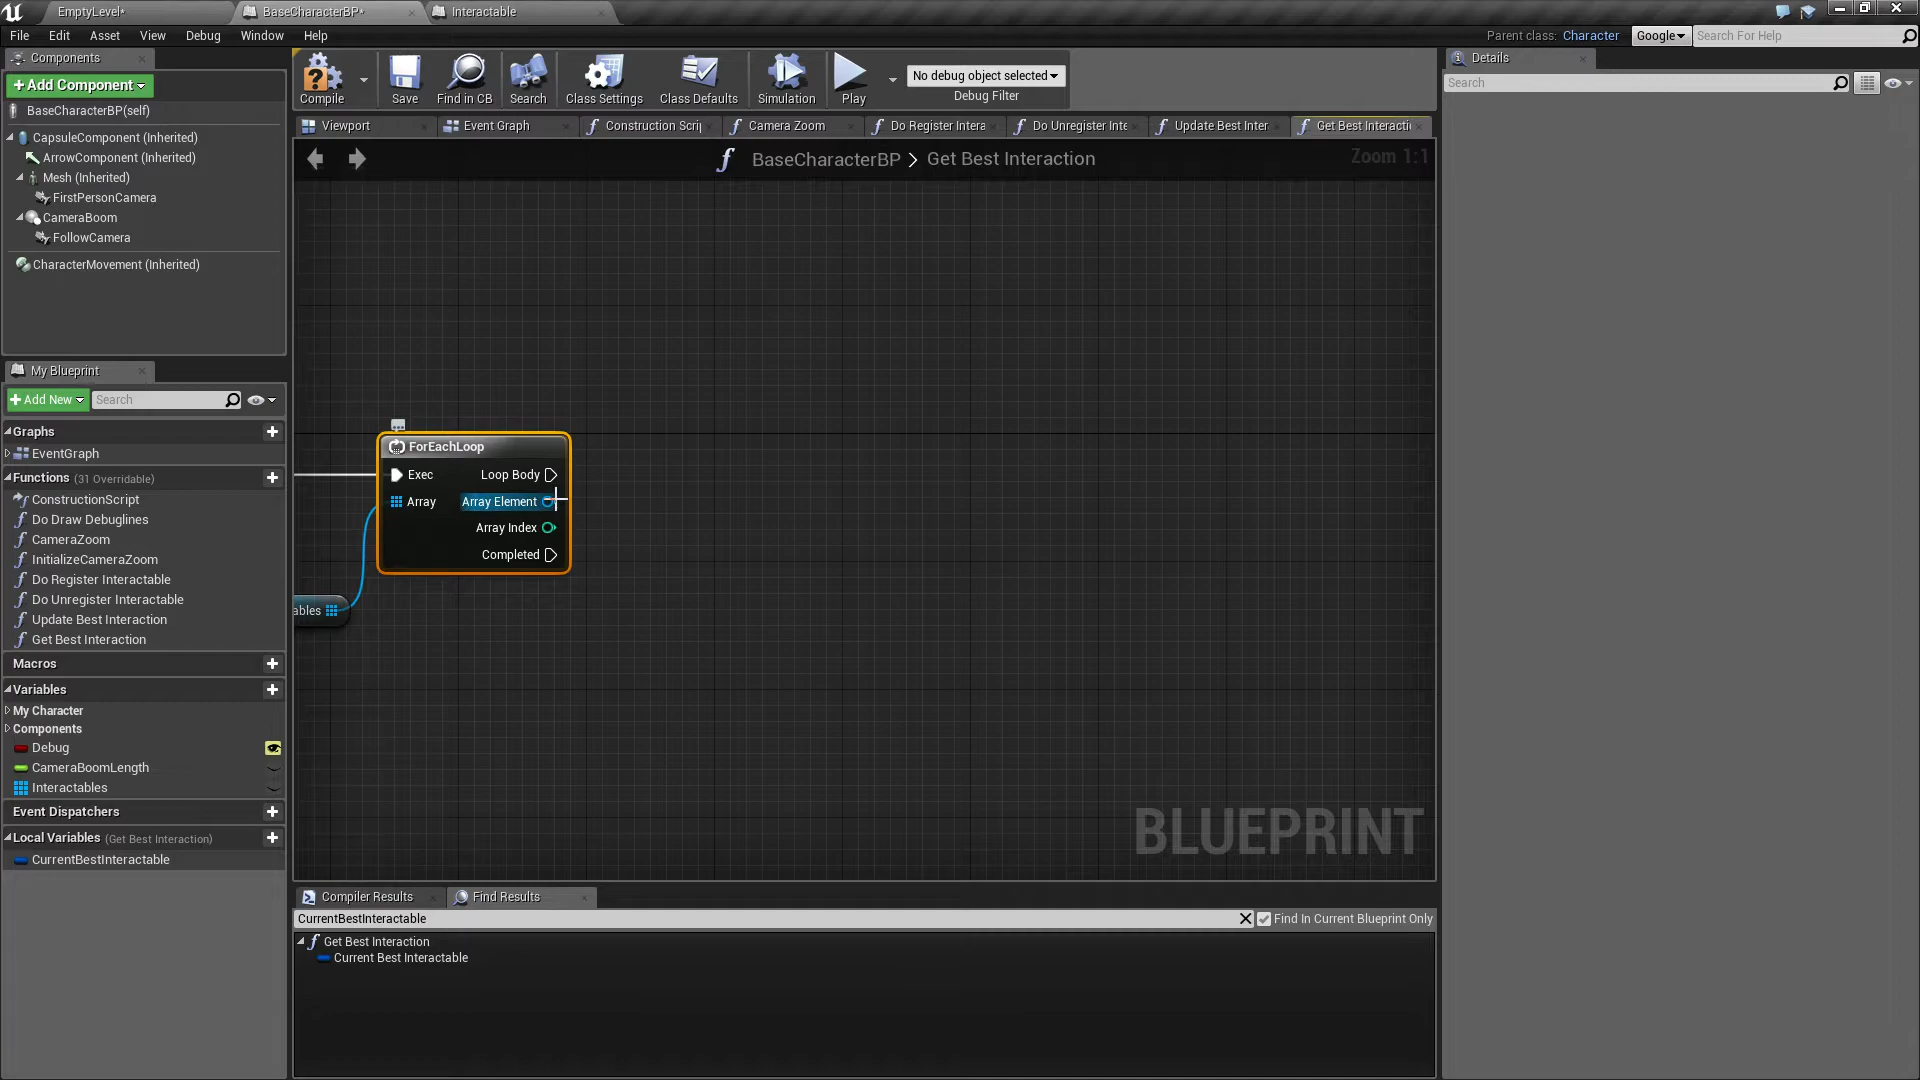 EmptyLevel*
BaseCharacterBP*
Interactable
File Edit Asset View Debug Window Help
Parent class: Character
Google
Search For Help
Components
+Add Component
BaseCharacterBP(self)
CapsuleComponent (Inherited)
ArrowComponent (Inherited)
Mesh (Inherited)
FirstPersonCamera
CameraBoom
FollowCamera
CharacterMovement (Inherited)
Compile
Save
Find in CB
Search
Class Settings
Class Defaults
Simulation
Play
No debug object selected
Debug Filter
Details
Search
Viewport
Event Graph
Construction Scrip
Camera Zoom
Do Register Intera
Do Unregister Inte
Update Best Inter
Get Best Interacti
BaseCharacterBP > Get Best Interaction
Zoom 1:1
My Blueprint
+Add New
Search
Graphs
EventGraph
Functions (31 Overridable)
ConstructionScript
Do Draw Debuglines
CameraZoom
InitializeCameraZoom
Do Register Interactable
Do Unregister Interactable
Update Best Interaction
Get Best Interaction
Macros
Variables
My Character
Components
Debug
CameraBoomLength
Interactables
Event Dispatchers
Local Variables (Get Best Interaction)
CurrentBestInteractable
ForEachLoop
Exec Loop Body
Array Array Element
Array Index
Completed
ables
BLUEPRINT
Compiler Results
Find Results
CurrentBestInteractable
Find In Current Blueprint Only
Get Best Interaction
Current Best Interactable